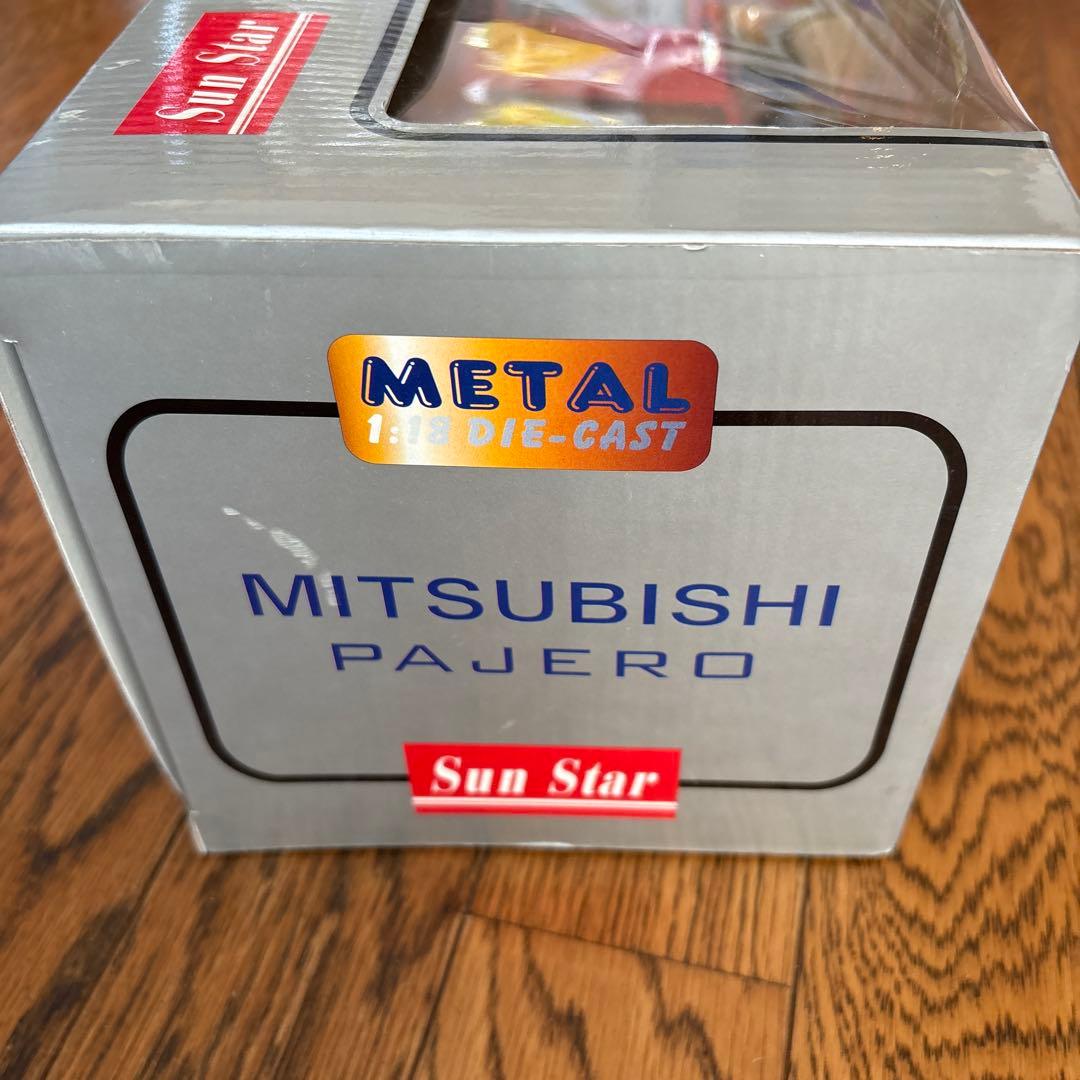 Sun Star
METAL
1:18 DIE-CAST
MITSUBISHI
PAJERO
Sun Star